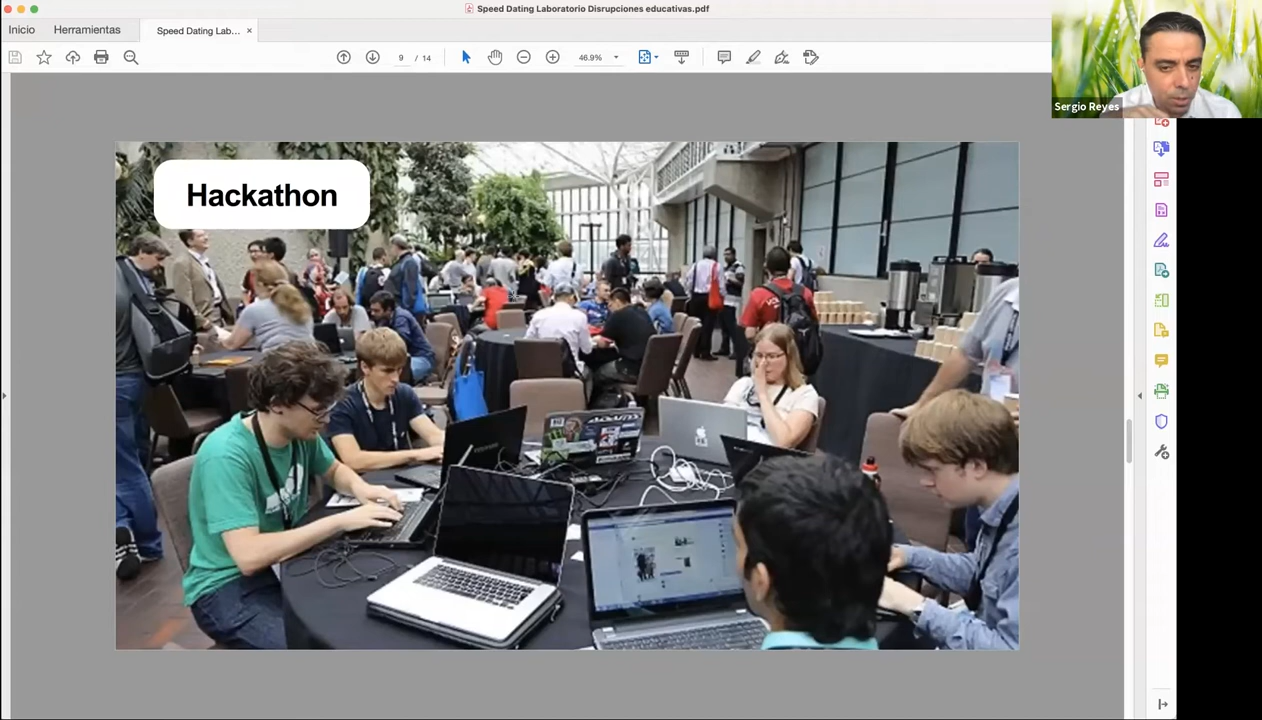 Speed Dating Laboratorio Disrupciones educativas.pdf
Inicio
Herramientas
Speed Dating Lab...
9 / 14
46.9%
Sergio Reyes
Hackathon